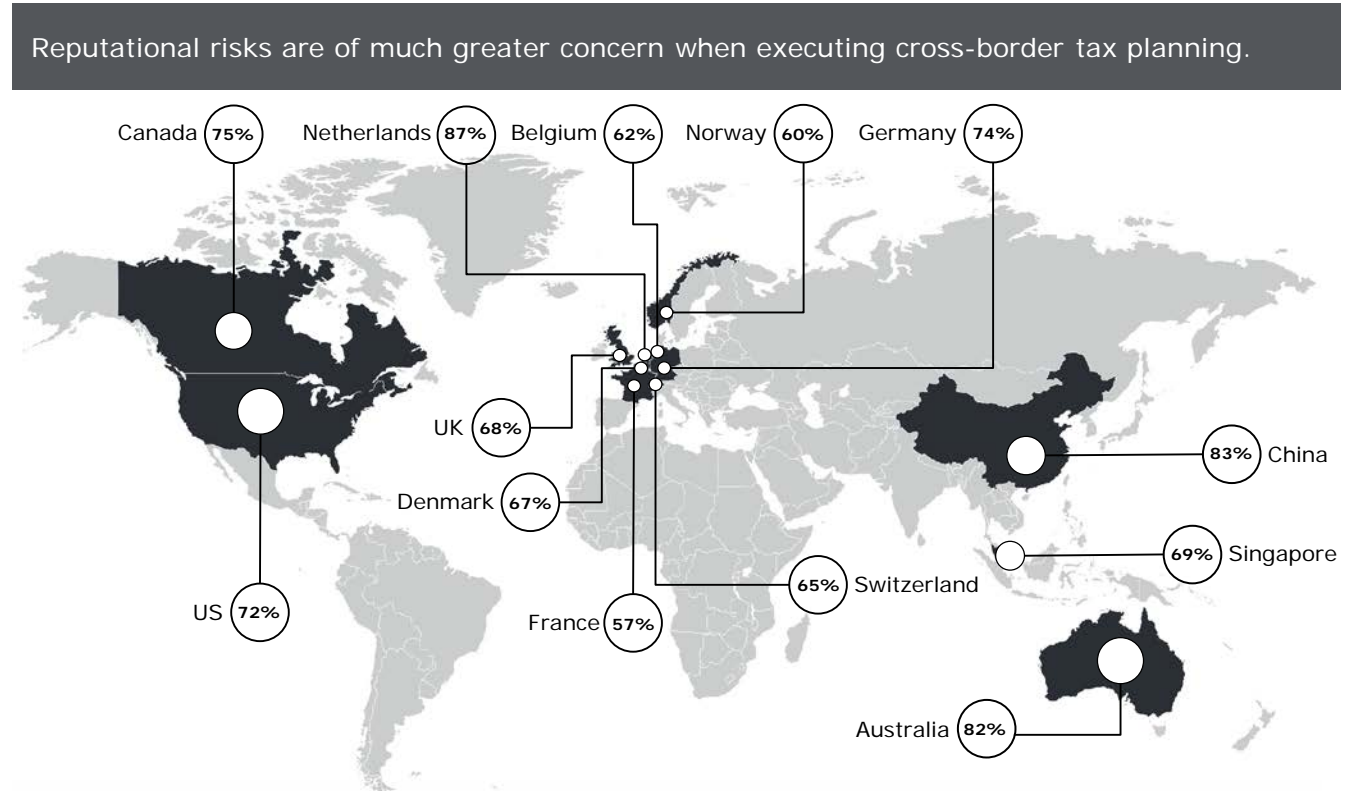 Reputational risks are of much greater concern when executing cross-border tax planning.
Canada 75%
Netherlands 87%
Belgium 62%
Norway 60%
Germany 74%
UK 68%
83% China
Denmark 67%
69% Singapore
65% Switzerland
US 72%
France 57%
Australia 82%